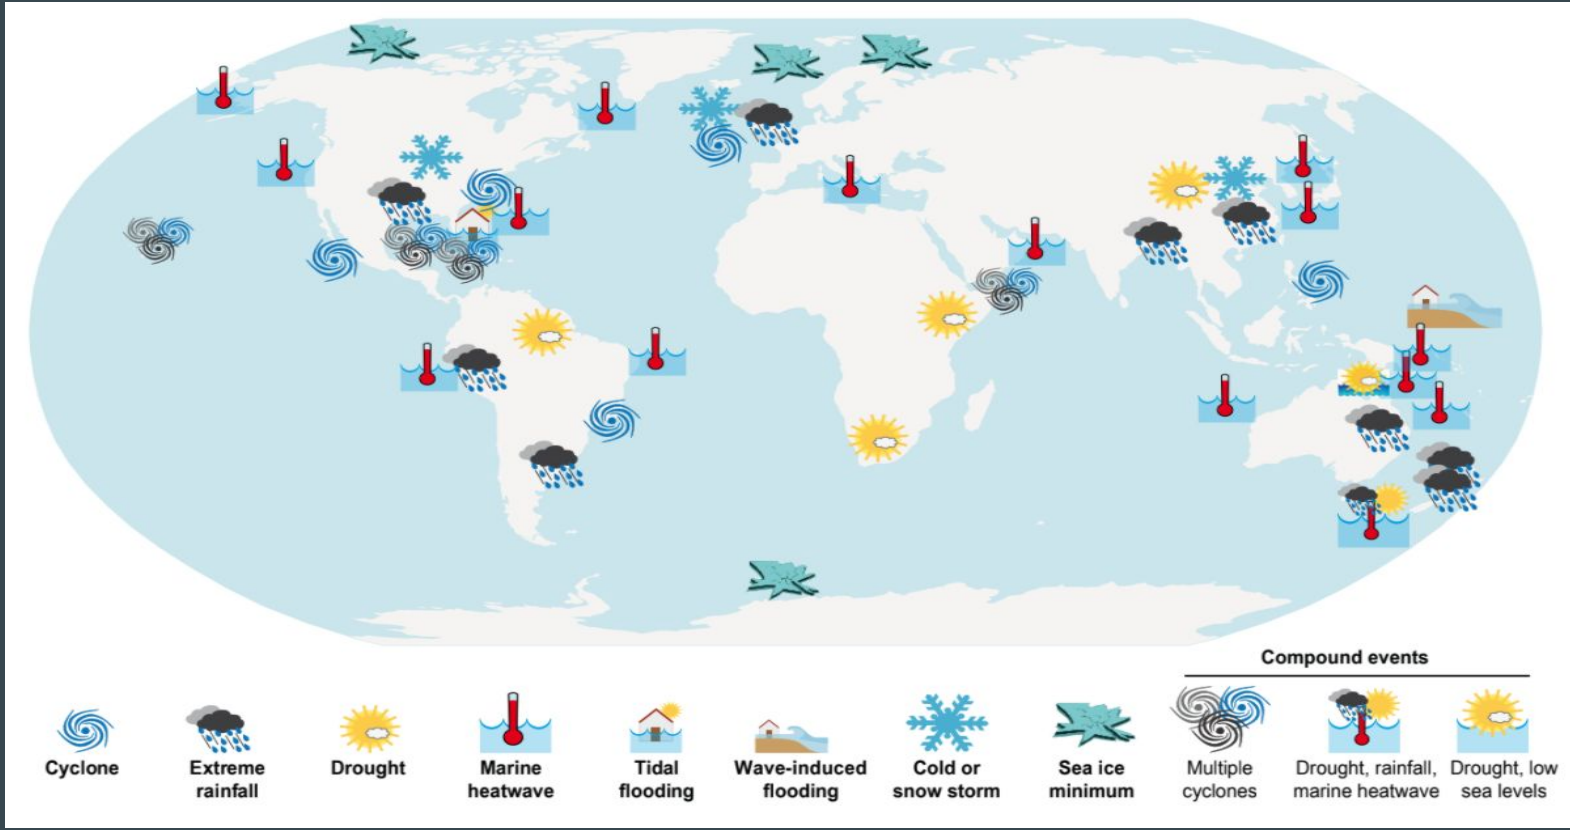 Compound events
Cyclone
Extreme
rainfall
Drought
Marine
heatwave
Tidal
flooding
Wave-induced
flooding
Cold or
snow storm
Sea ice
minimum
Multiple
cyclones
Drought, rainfall,
marine heatwave
Drought, low
sea levels